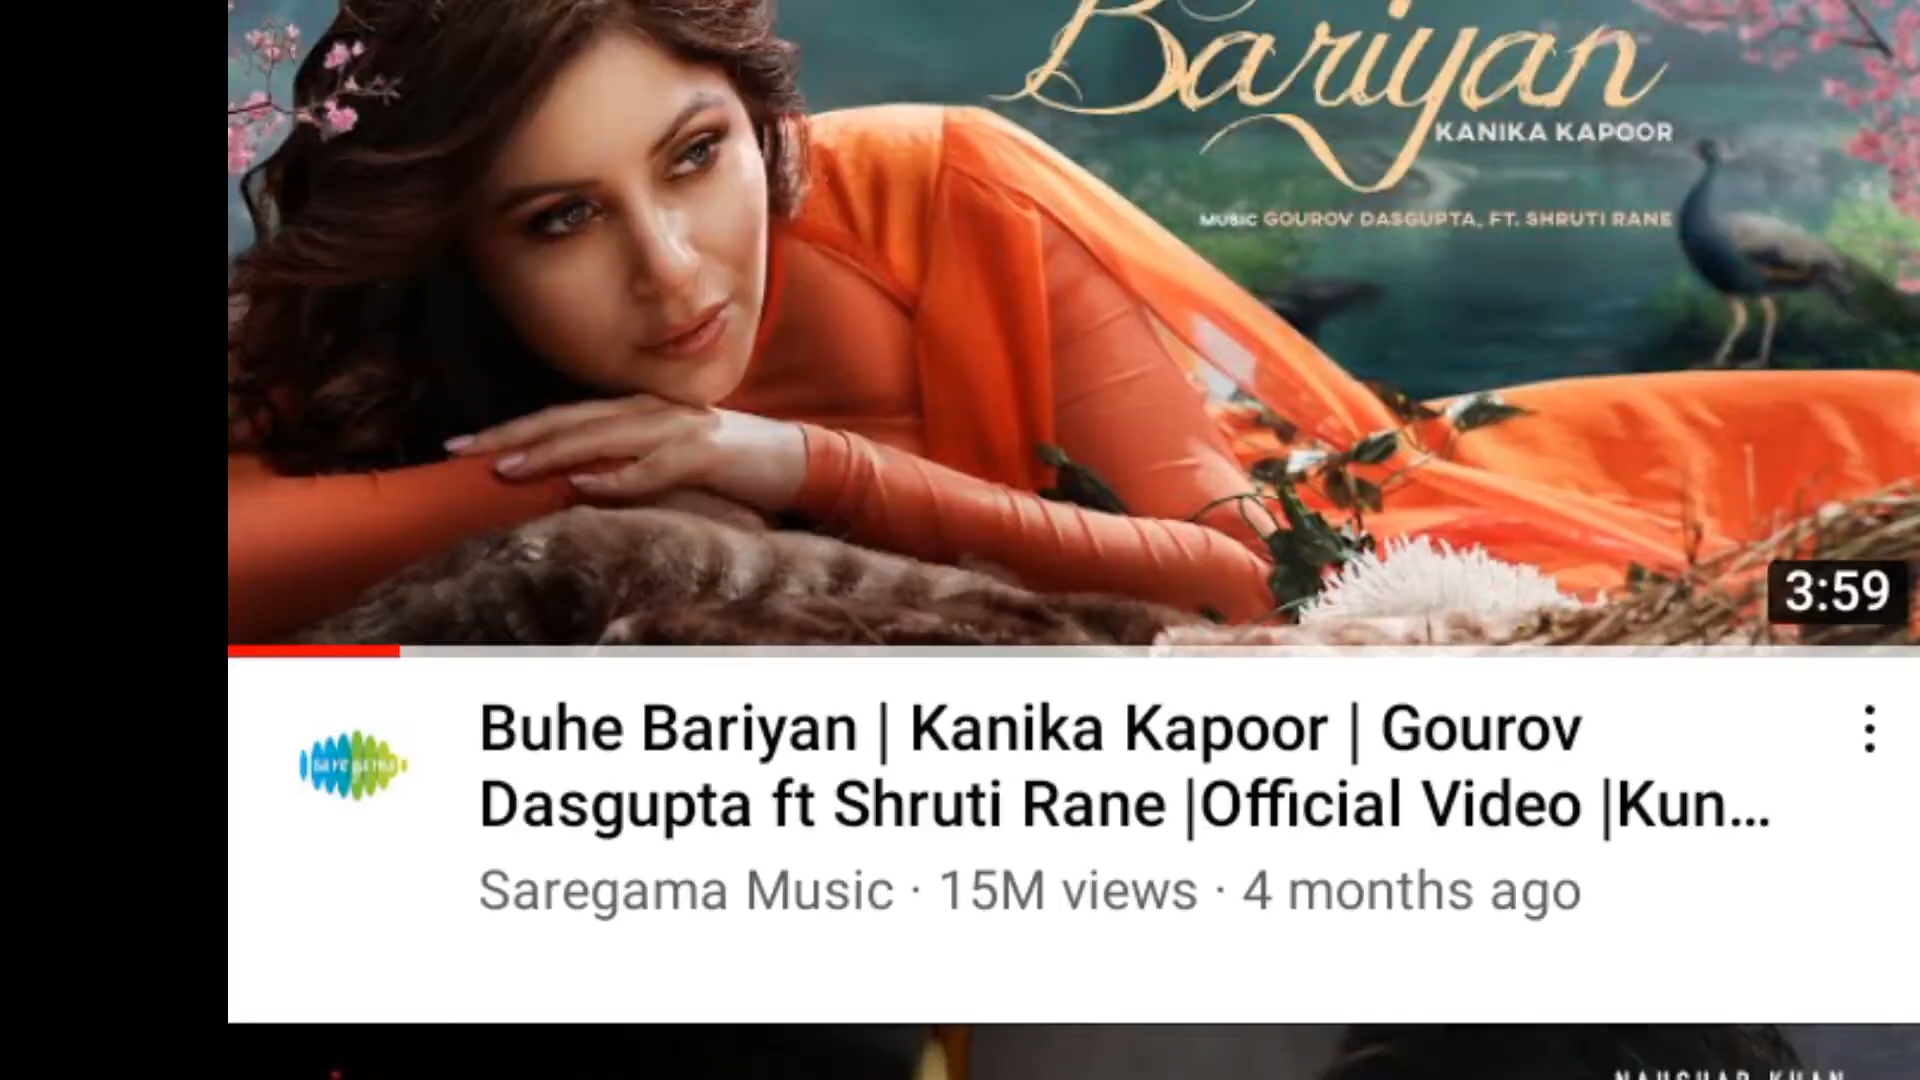 Bariyan
KANIKA KAPOOR
MUSIC GOUROV DASGUPTA, FT. SHRUTI RANE
3:59
saregama
Buhe Bariyan | Kanika Kapoor | Gourov
Dasgupta ft Shruti Rane |Official Video |Kun...
Saregama Music · 15M views · 4 months ago